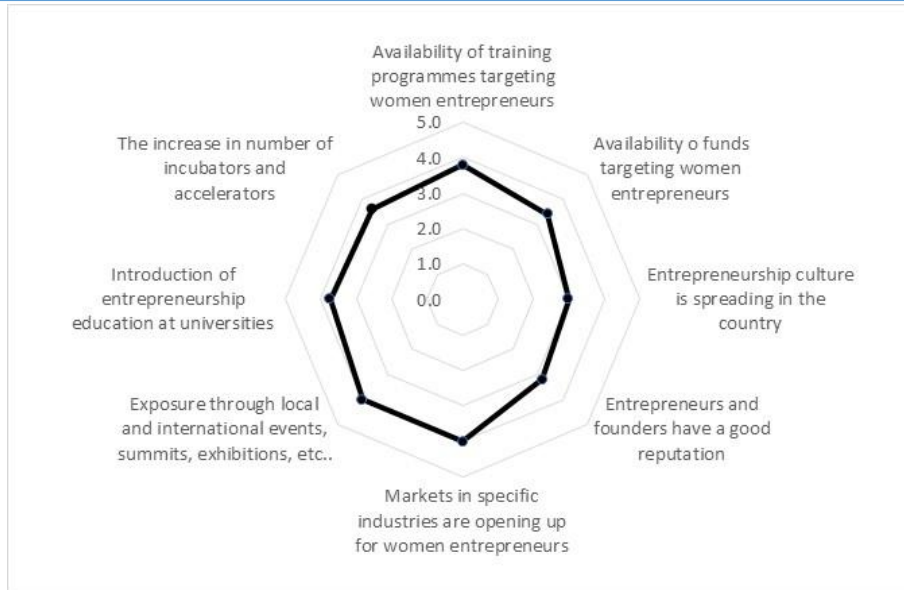 Availability of training
programmes targeting
women entrepreneurs
5.0
4.0
3.0
2.0
1.0
0.0
Availability o funds
targeting women
entrepreneurs
Entrepreneurship culture
is spreading in the
country
Entrepreneurs and
founders have a good
reputation
Markets in specific
industries are opening up
for women entrepreneurs
Exposure through local
and international events,
summits, exhibitions, etc..
Introduction of
entrepreneurship
education at universities
The increase in number of
incubators and
accelerators